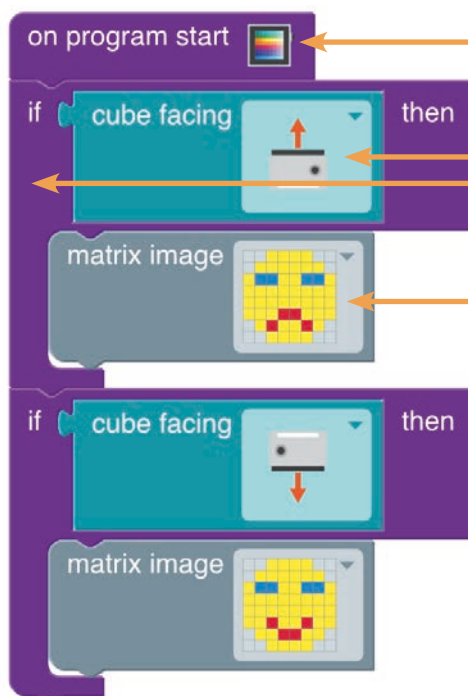 on program start
if cube facing then
matrix image
if cube facing then
matrix image